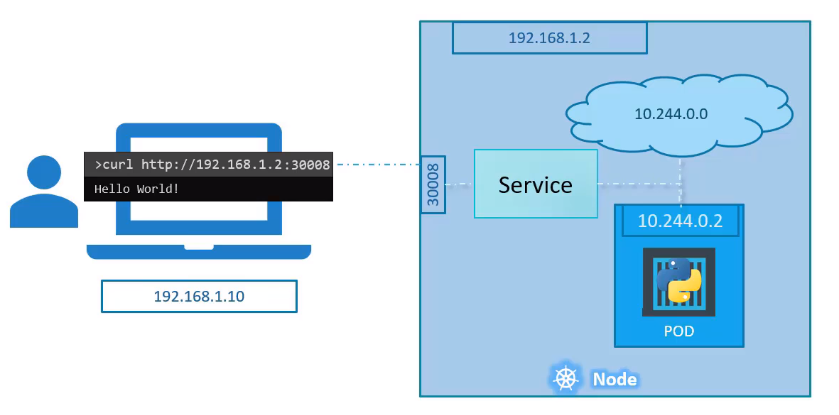 192.168.1.2
10.244.0.0
>curl http://192.168.1.2:30008
Hello World!
30008
Service
10.244.0.2
POD
192.168.1.10
Node